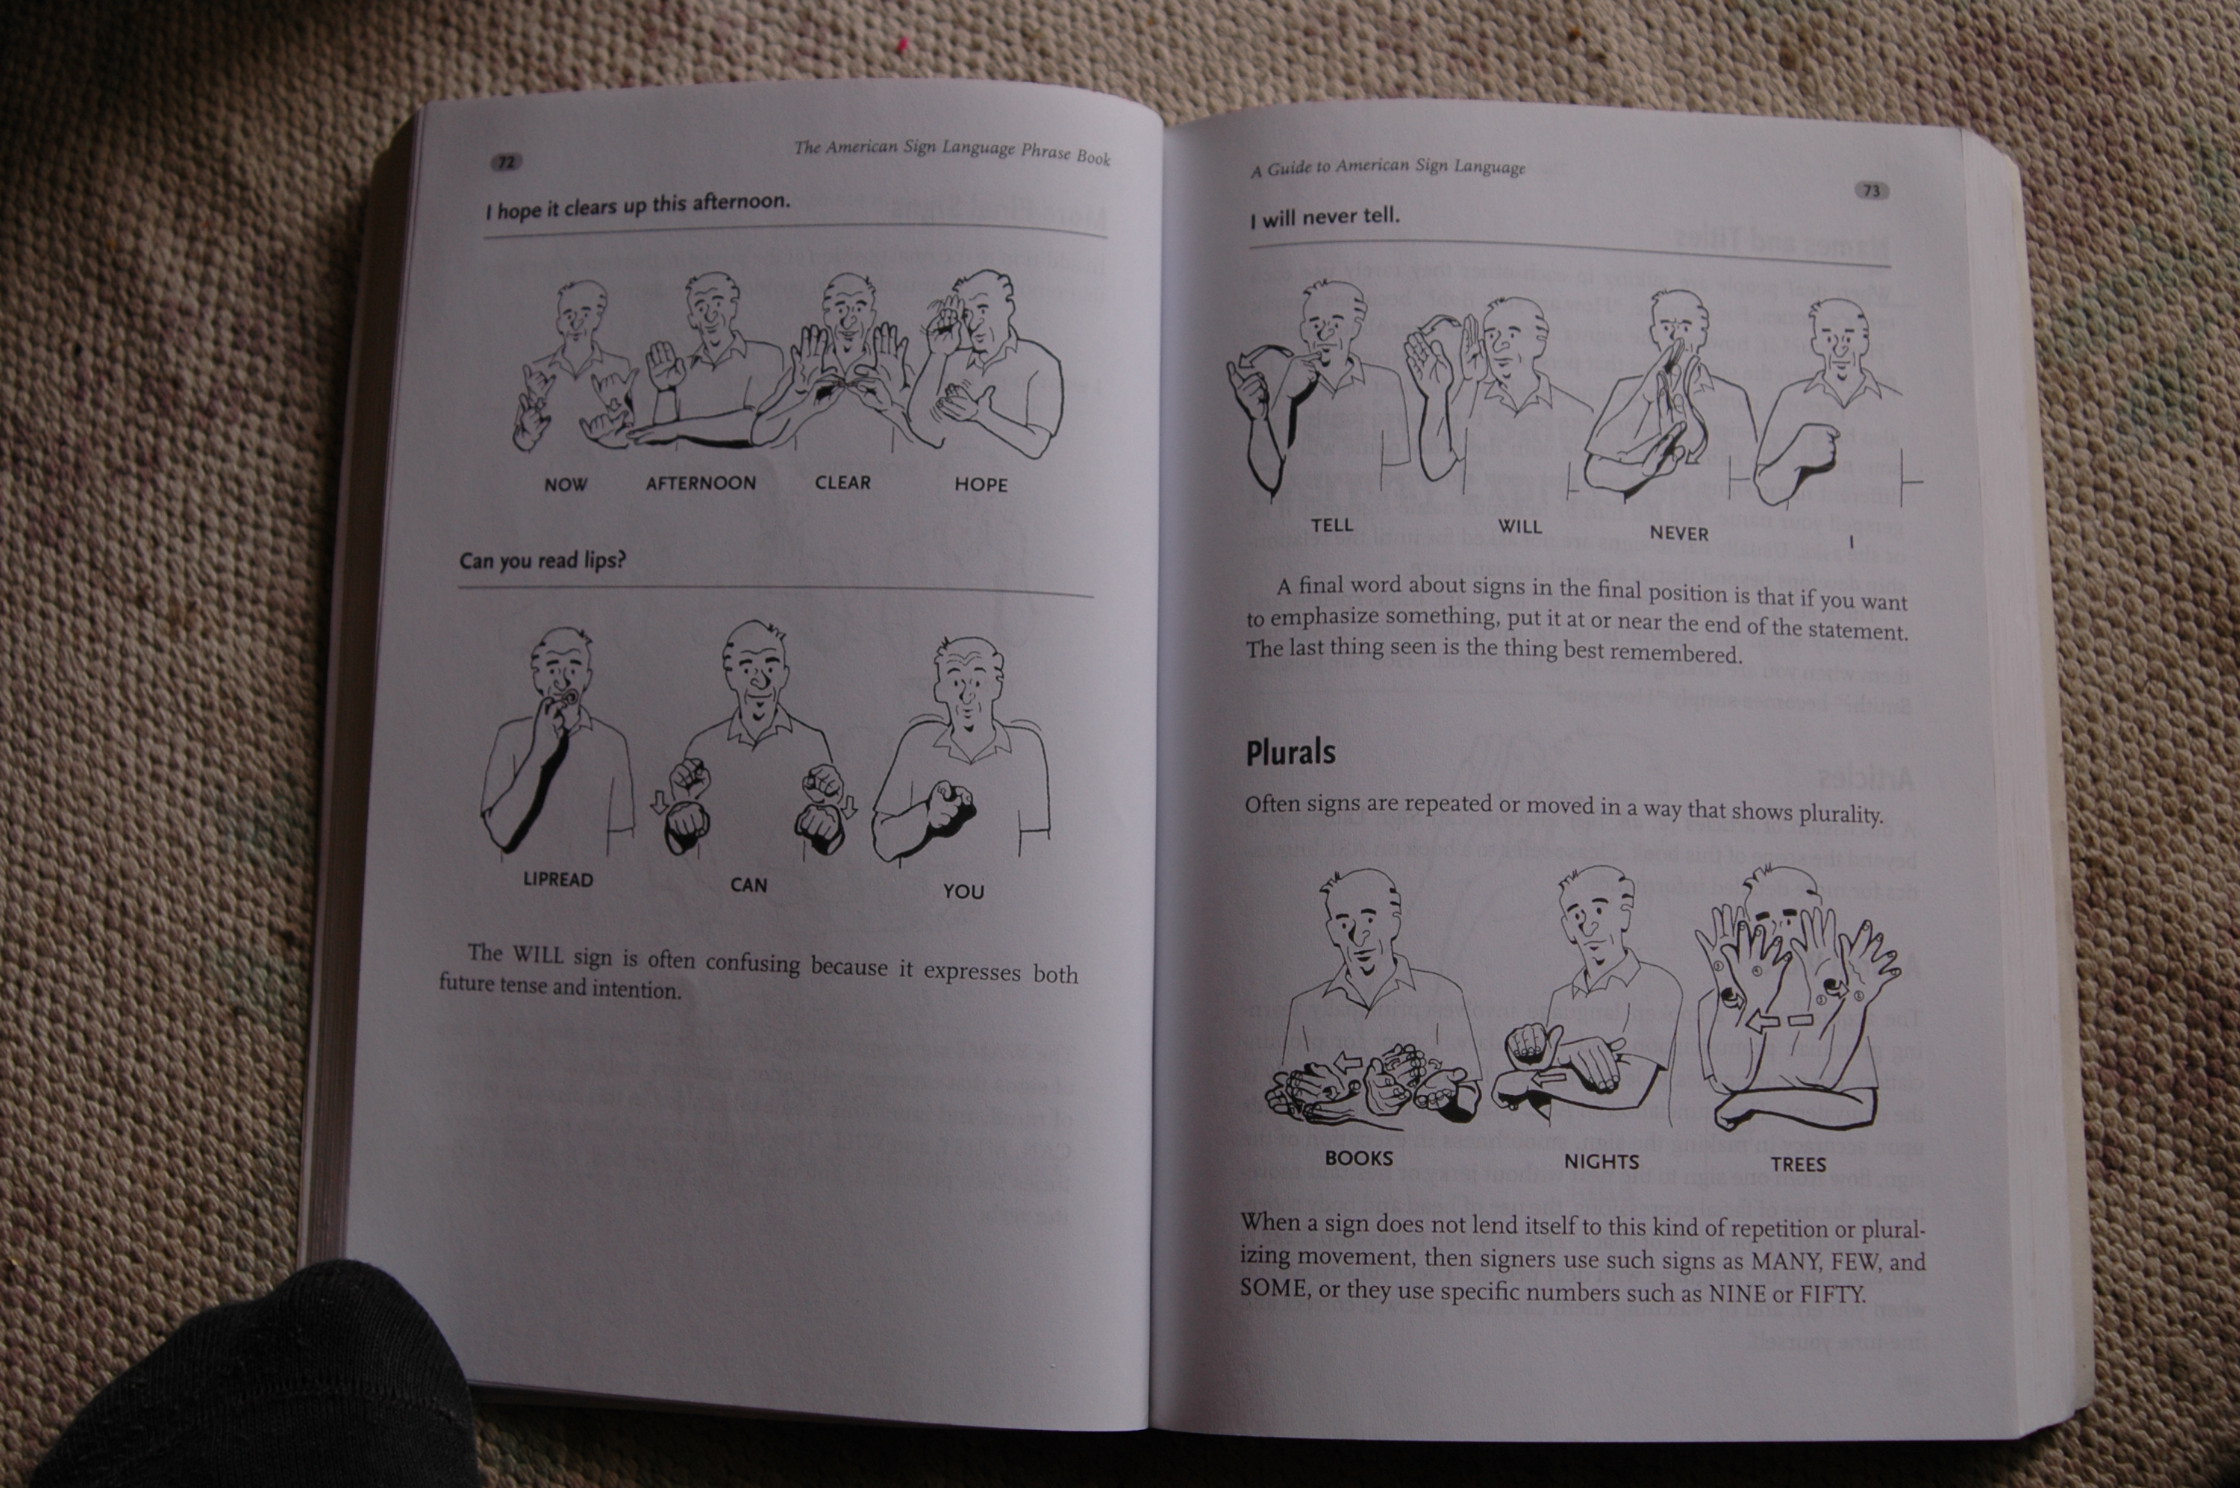 72
The American Sign Language Phrase Book
I hope it clears up this afternoon.
NOW AFTERNOON CLEAR HOPE
Can you read lips?
LIPREAD CAN YOU
The WILL sign is often confusing because it expresses both
future tense and intention.
A Guide to American Sign Language
73
I will never tell.
TELL WILL NEVER I
A final word about signs in the final position is that if you want
to emphasize something, put it at or near the end of the statement.
The last thing seen is the thing best remembered.
Plurals
Often signs are repeated or moved in a way that shows plurality.
BOOKS NIGHTS TREES
When a sign does not lend itself to this kind of repetition or plural-
izing movement, then signers use such signs as MANY, FEW, and
SOME, or they use specific numbers such as NINE or FIFTY.